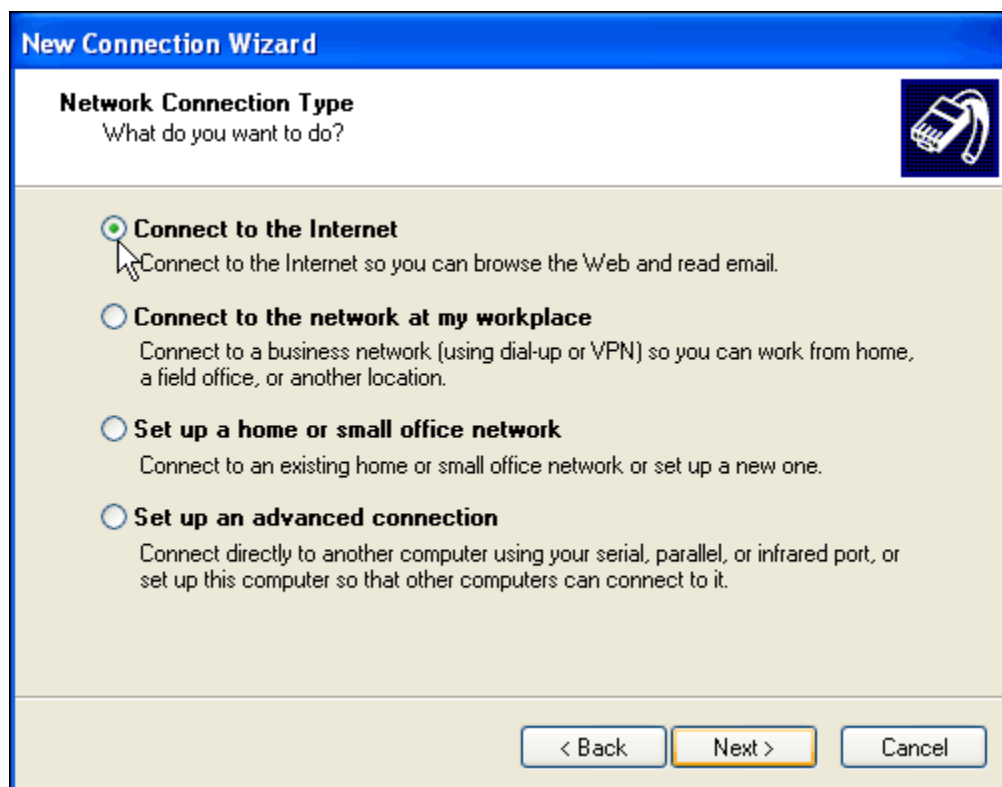 New Connection Wizard
Network Connection Type
What do you want to do?
Connect to the Internet
Connect to the Internet so you can browse the Web and read email.
Connect to the network at my workplace
Connect to a business network (using dial-up or VPN) so you can work from home,
a field office, or another location.
Set up a home or small office network
Connect to an existing home or small office network or set up a new one.
Set up an advanced connection
Connect directly to another computer using your serial, parallel, or infrared port, or
set up this computer so that other computers can connect to it.
< Back Next > Cancel